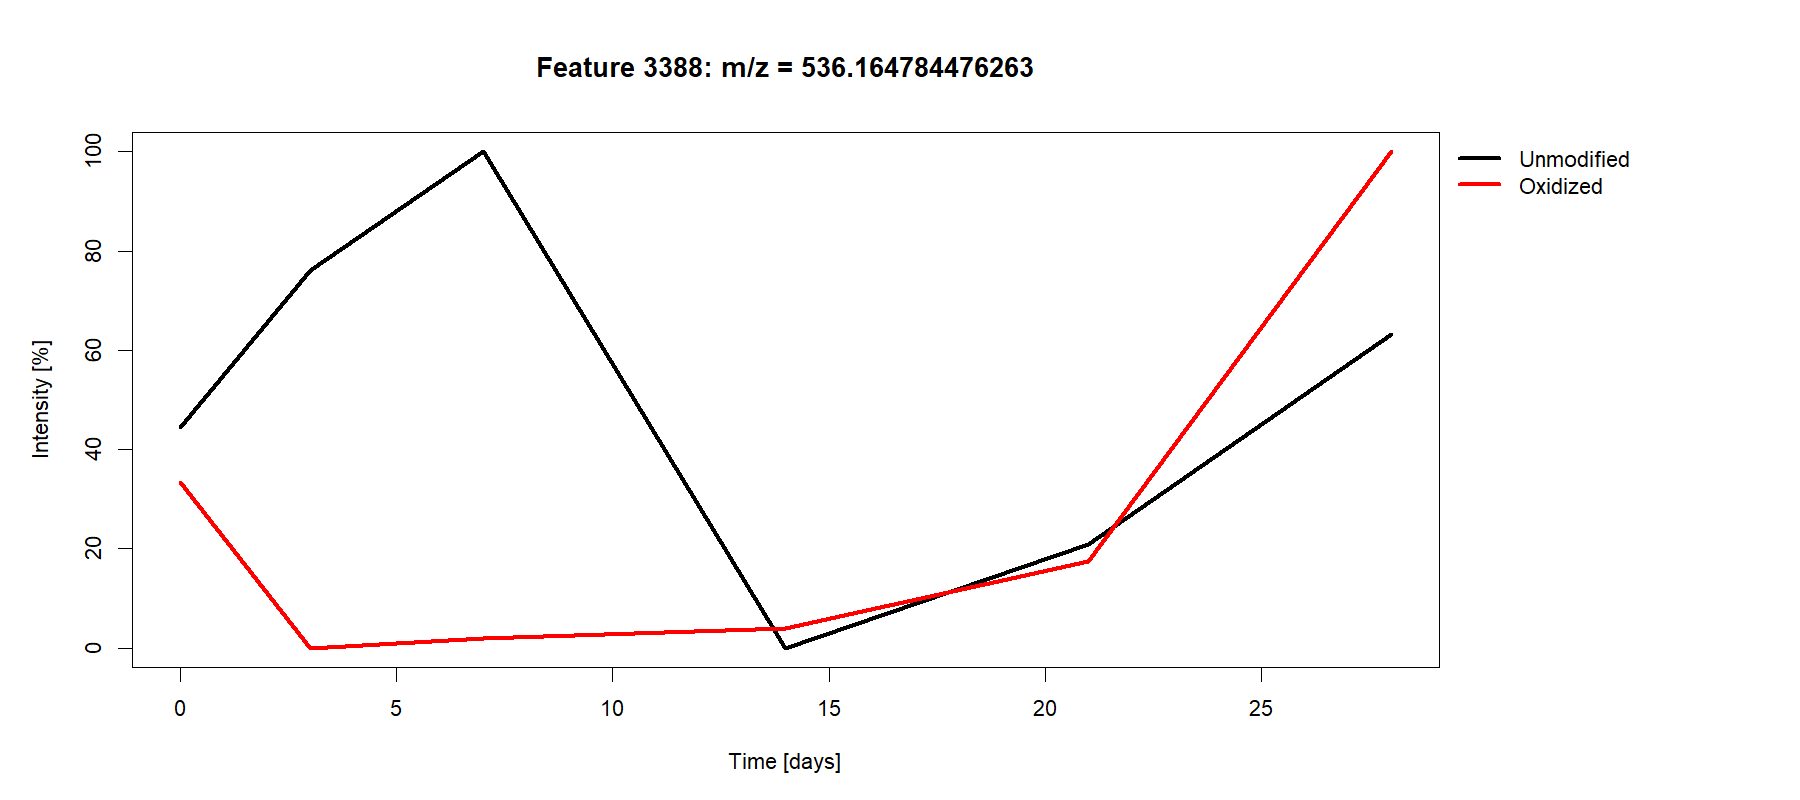 Feature 3388: m/z = 536.164784476263
Unmodified
Oxidized
Intensity [%]
100
80
60
40
20
0
0 5 10 15 20 25
Time [days]